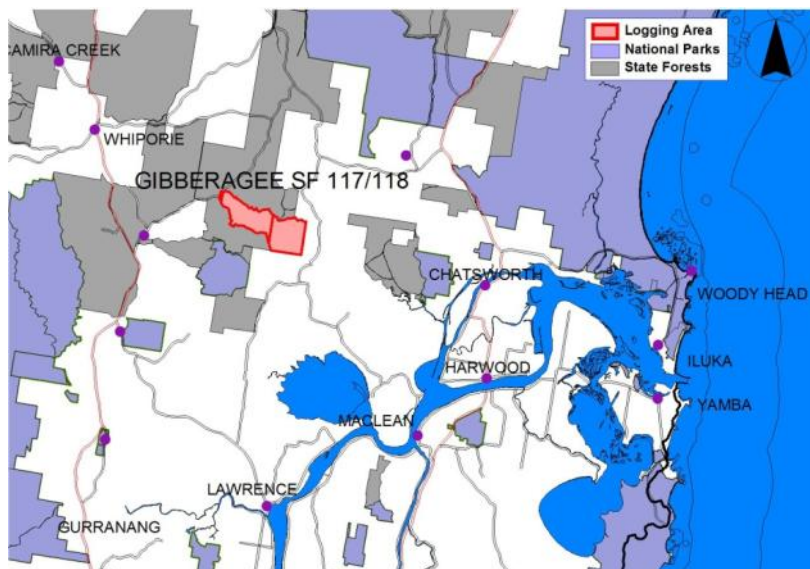 Logging Area
National Parks
State Forests
CAMIRA CREEK
WHIPORIE
GIBBERAGEE SF 117/118
CHATSWORTH
WOODY HEAD
ILUKA
HARWOOD
YAMBA
MACLEAN
LAWRENCE
GURRANANG